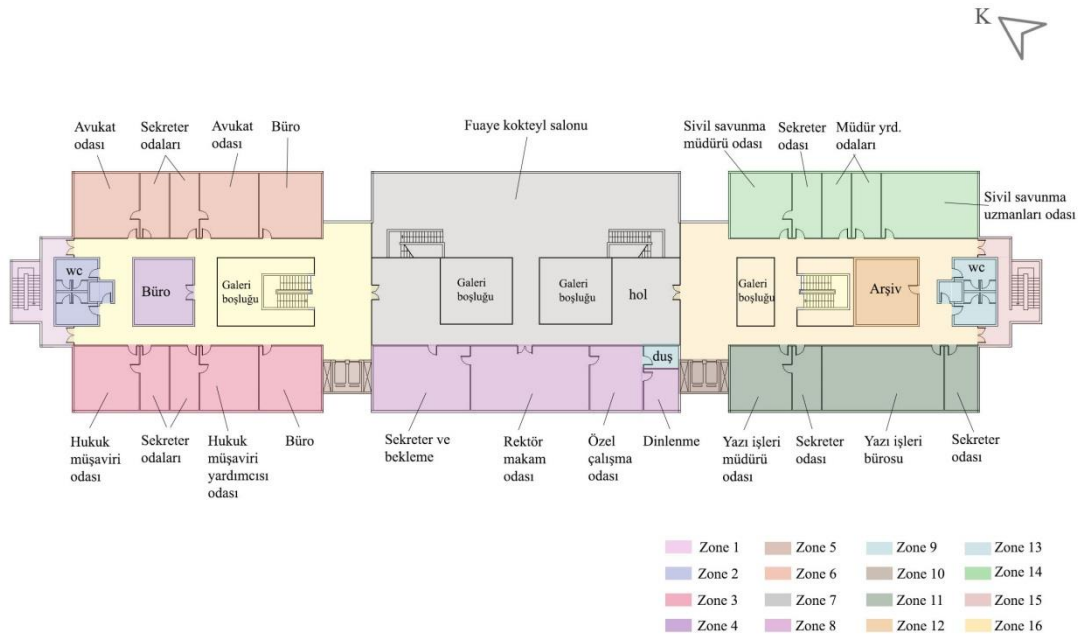 K
Avukat
odası
Sekreter
odaları
Avukat
odası
Büro
Fuaye kokteyl salonu
Sivil savunma
müdürü odası
Sekreter
odası
Müdür yrd.
odaları
Sivil savunma
uzmanları odası
wc
Büro
Galeri
boşluğu
Galeri
boşluğu
Galeri
boşluğu
hol
Galeri
boşluğu
Arşiv
wc
duş
Hukuk
müşaviri
odası
Sekreter
odaları
Hukuk
müşaviri
yardımcısı
odası
Büro
Sekreter ve
bekleme
Rektör
makam
odası
Özel
çalışma
odası
Dinlenme
Yazı işleri
müdürü odası
Sekreter
odası
Yazı işleri
bürosu
Sekreter
odası
Zone 1 Zone 5 Zone 9 Zone 13
Zone 2 Zone 6 Zone 10 Zone 14
Zone 3 Zone 7 Zone 11 Zone 15
Zone 4 Zone 8 Zone 12 Zone 16